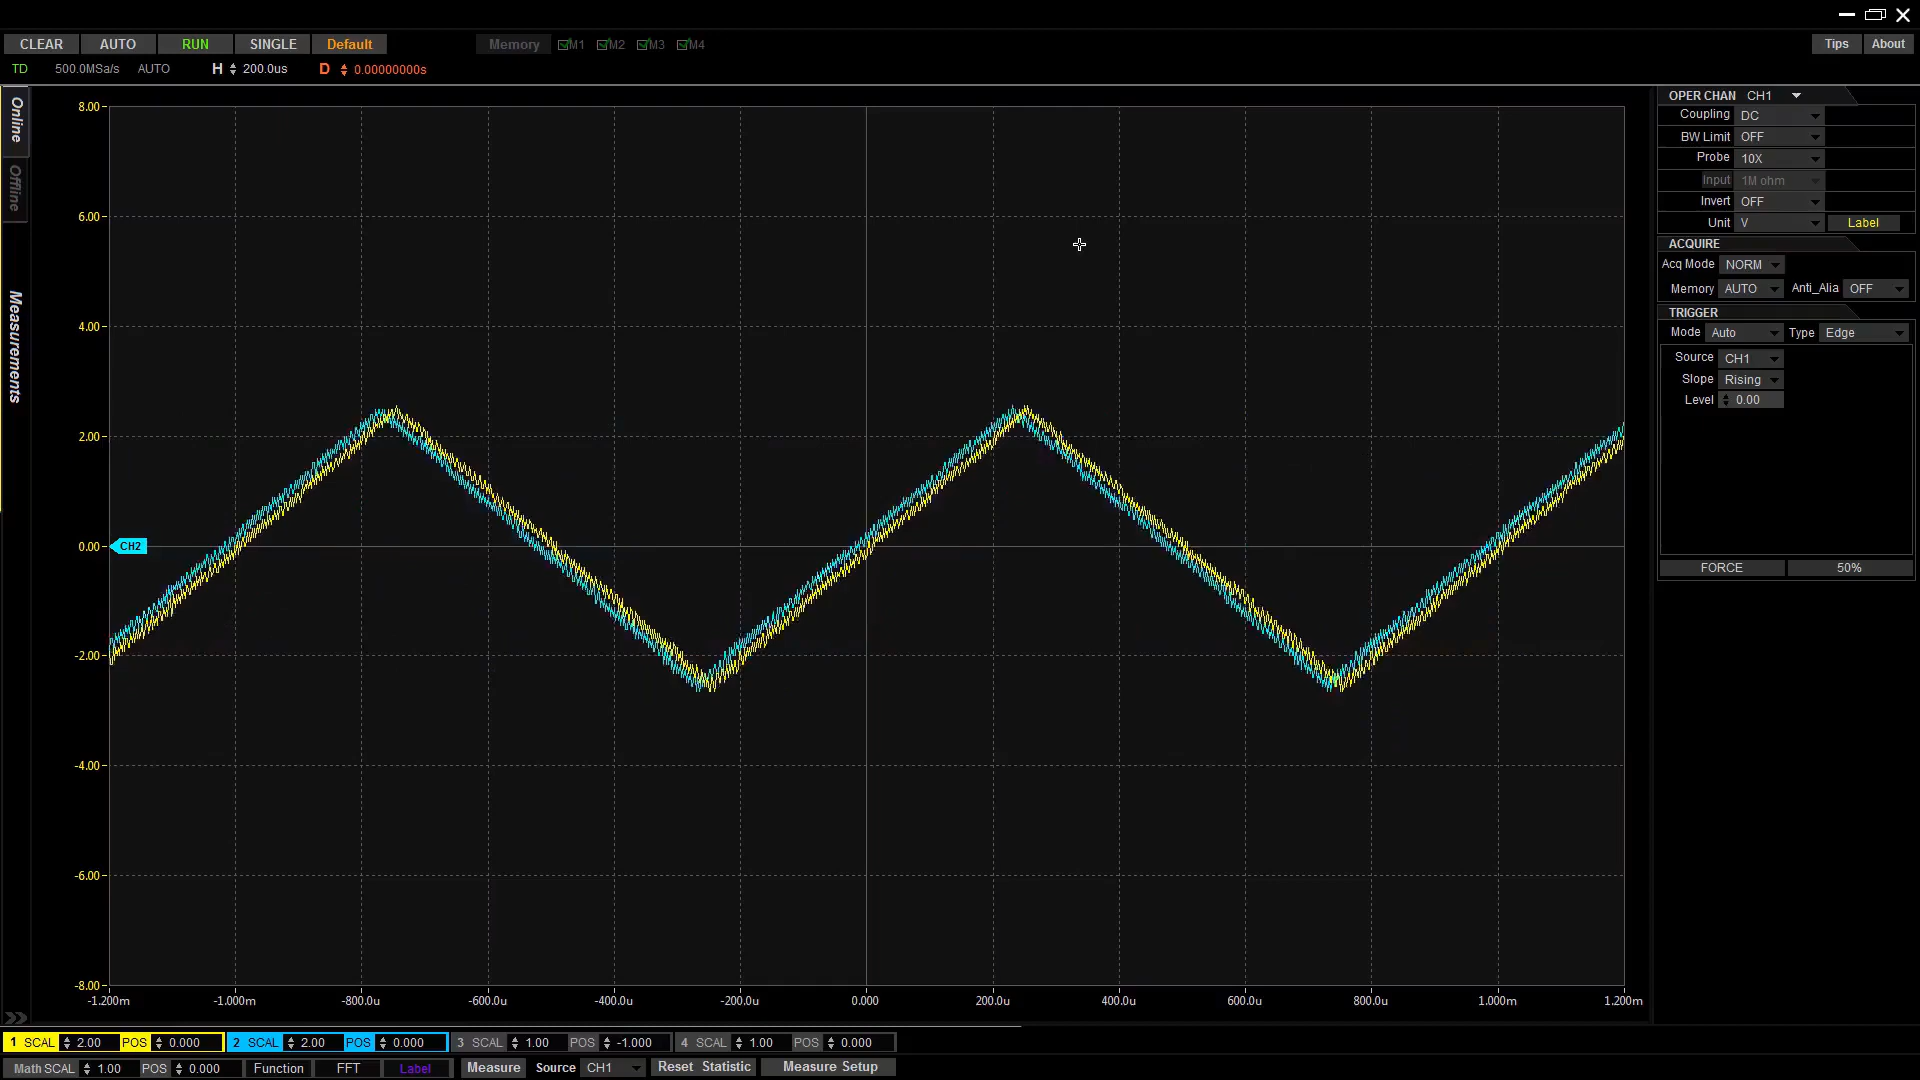 CLEAR AUTO RUN SINGLE Default Memory M1 M2 M3 M4 Tips About
TD 500.0MSa/s AUTO H 200.0us D 0.00000000s
Online
Offline
Measurements
8.00
6.00
4.00
2.00
0.00
-2.00
-4.00
-6.00
-8.00
CH2
-1.200m -1.000m -800.0u -600.0u -400.0u -200.0u 0.000 200.0u 400.0u 600.0u 800.0u 1.000m 1.200m
OPER CHAN CH1
Coupling DC
BW Limit OFF
Probe 10X
Input 1M ohm
Invert OFF
Unit V Label
ACQUIRE
Acq Mode NORM
Memory AUTO Anti_Alia OFF
TRIGGER
Mode Auto Type Edge
Source CH1
Slope Rising
Level 0.00
FORCE 50%
1 SCAL 2.00 POS 0.000 2 SCAL 2.00 POS 0.000 3 SCAL 1.00 POS -1.000 4 SCAL 1.00 POS 0.000
Math SCAL 1.00 POS 0.000 Function FFT Label Measure Source CH1 Reset Statistic Measure Setup